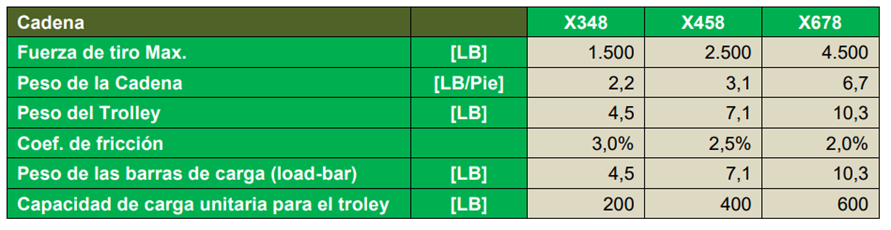 Cadena X348 X458 X678
Fuerza de tiro Max. [LB] 1.500 2.500 4.500
Peso de la Cadena [LB/Pie] 2,2 3,1 6,7
Peso del Trolley [LB] 4,5 7,1 10,3
Coef. de fricción 3,0% 2,5% 2,0%
Peso de las barras de carga (load-bar) [LB] 4,5 7,1 10,3
Capacidad de carga unitaria para el troley [LB] 200 400 600